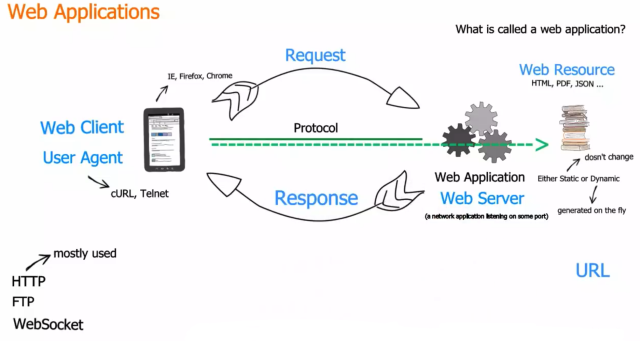 Web Applications
What is called a web application?
Request
IE, Firefox, Chrome
Web Resource
HTML, PDF, JSON ...
Web Client
User Agent
Protocol
cURL, Telnet
Response
Web Application
Web Server
(a network application listening on some port)
dosn't change
Either Static or Dynamic
generated on the fly
mostly used
HTTP
FTP
WebSocket
URL